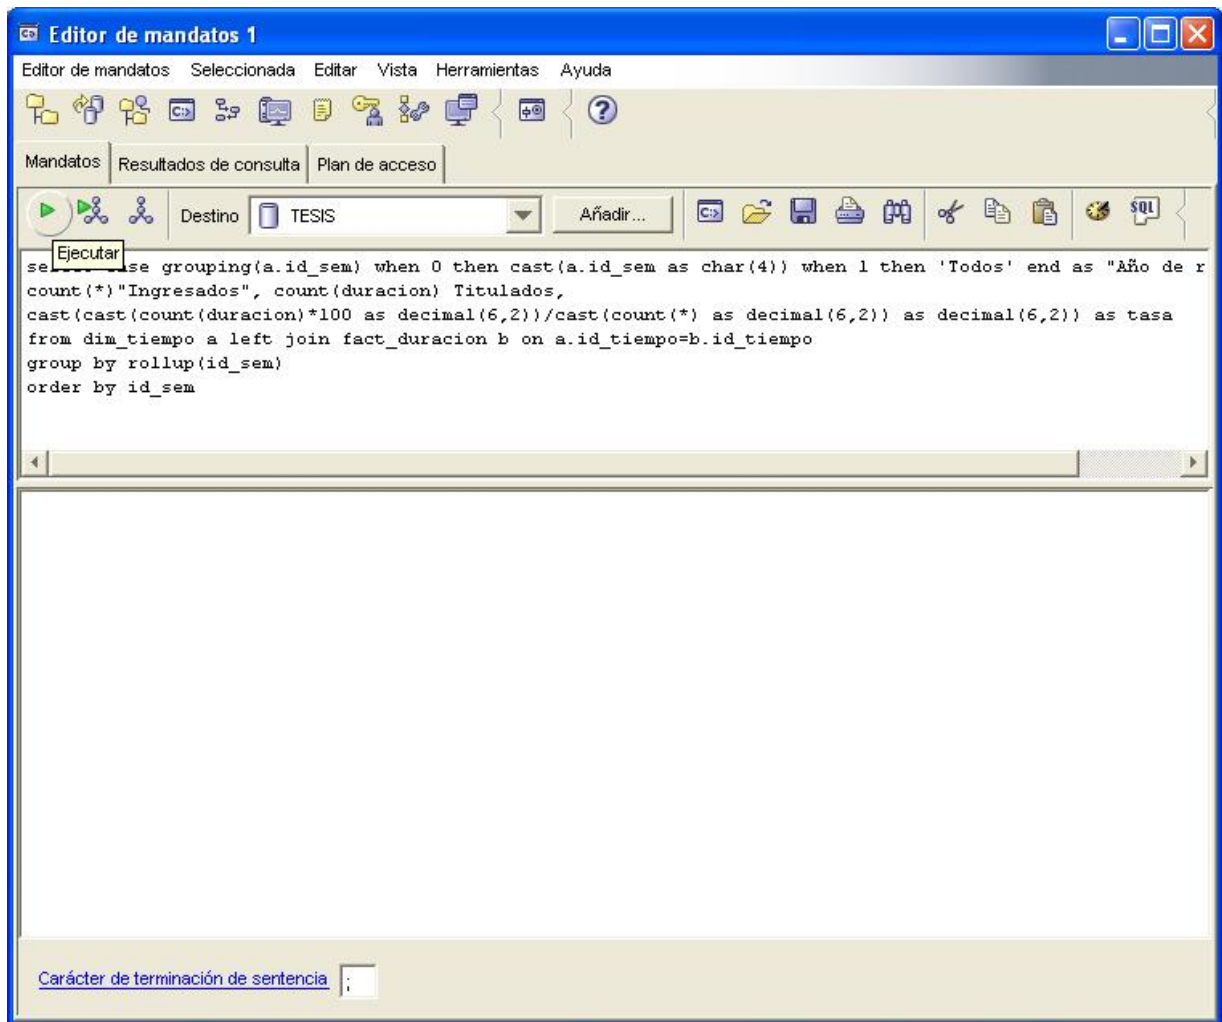 Editor de mandatos 1
Editor de mandatos Seleccionada Editar Vista Herramientas Ayuda
Mandatos Resultados de consulta Plan de acceso
Destino TESIS Añadir... SQL
Ejecutar
grouping(a.id_sem) when 0 then cast(a.id_sem as char(4)) when 1 then 'Todos' end as "Año de r
count(*)"Ingresados", count(duracion) Titulados,
cast(cast(count(duracion)*100 as decimal(6,2))/cast(count(*) as decimal(6,2)) as decimal(6,2)) as tasa
from dim_tiempo a left join fact_duracion b on a.id_tiempo=b.id_tiempo
group by rollup(id_sem)
order by id_sem
Carácter de terminación de sentencia ;